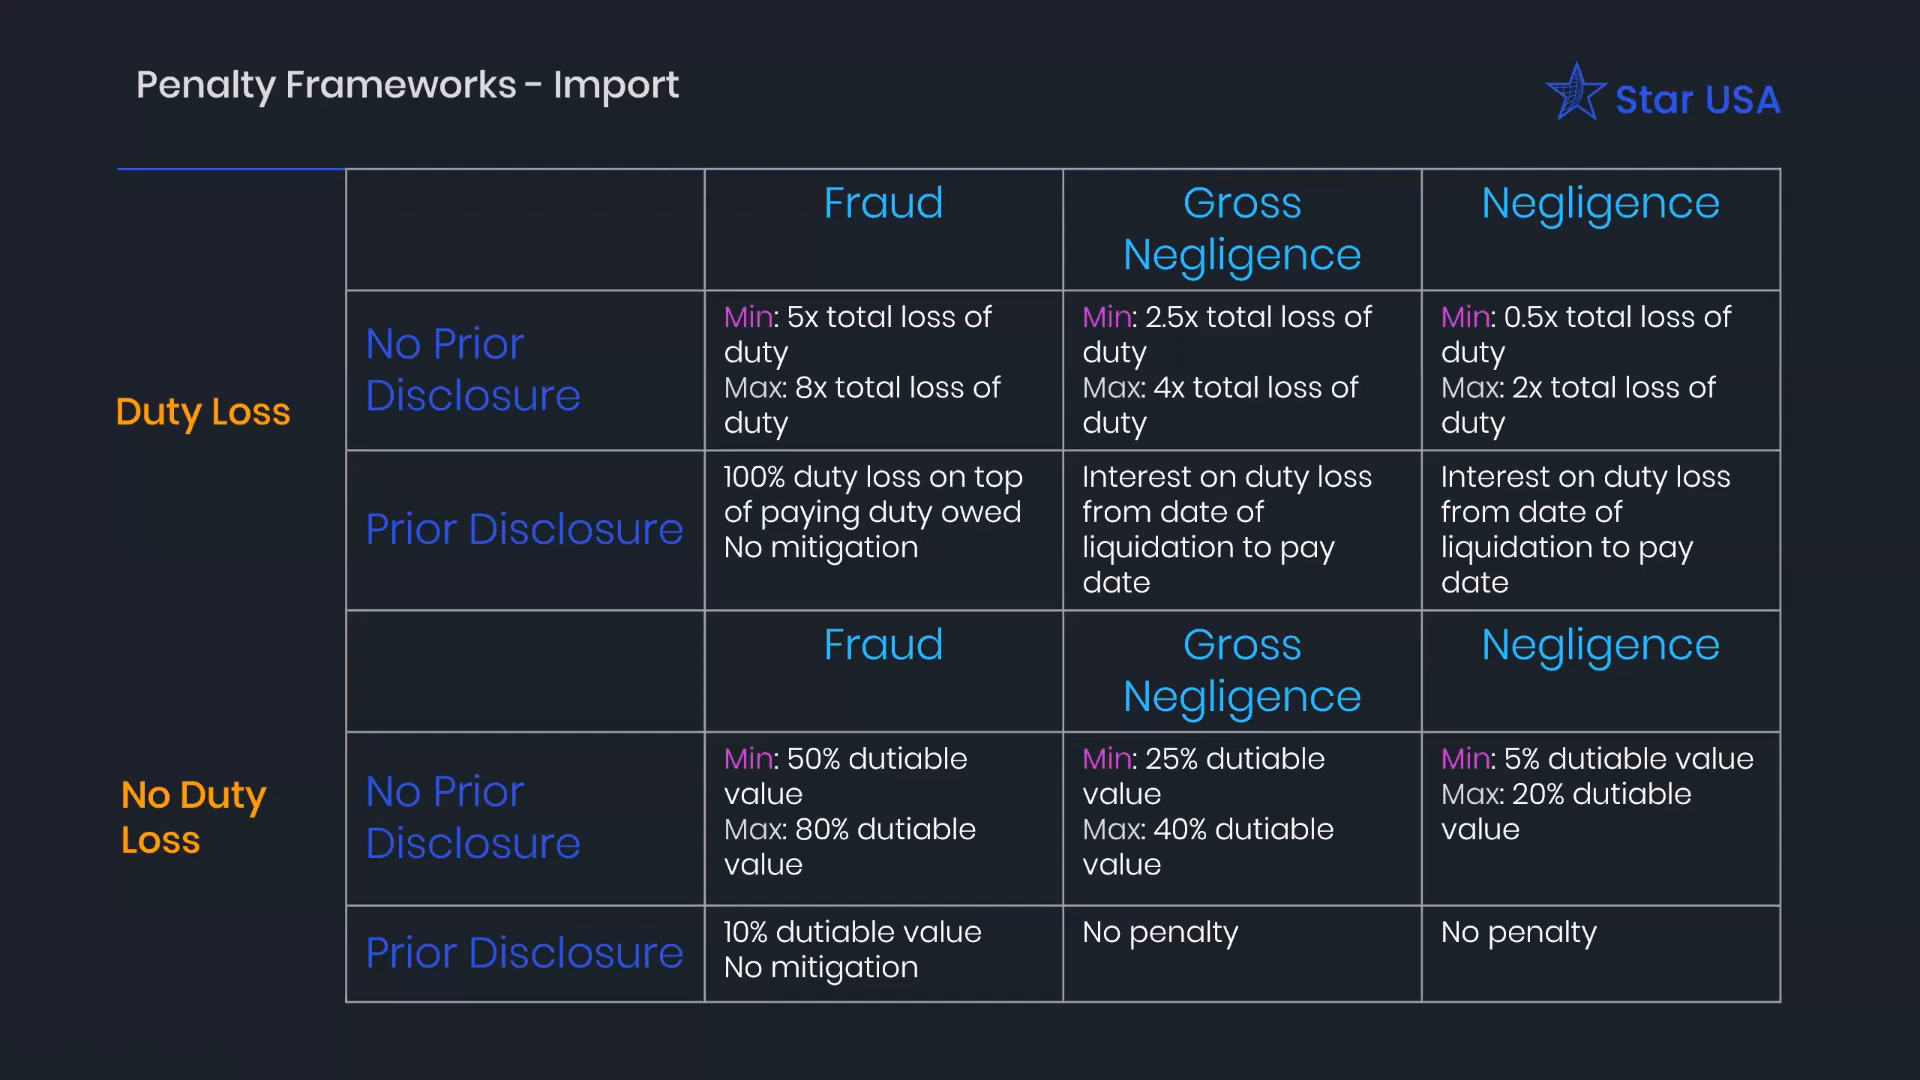 Penalty Frameworks - Import
Star USA
Fraud
Gross
Negligence
Negligence
Duty Loss
No Prior
Disclosure
Min: 5x total loss of
duty
Max: 8x total loss of
duty
Min: 2.5x total loss of
duty
Max: 4x total loss of
duty
Min: 0.5x total loss of
duty
Max: 2x total loss of
duty
Prior Disclosure
100% duty loss on top
of paying duty owed
No mitigation
Interest on duty loss
from date of
liquidation to pay
date
Interest on duty loss
from date of
liquidation to pay
date
Fraud
Gross
Negligence
Negligence
No Duty
Loss
No Prior
Disclosure
Min: 50% dutiable
value
Max: 80% dutiable
value
Min: 25% dutiable
value
Max: 40% dutiable
value
Min: 5% dutiable value
Max: 20% dutiable
value
Prior Disclosure
10% dutiable value
No mitigation
No penalty
No penalty